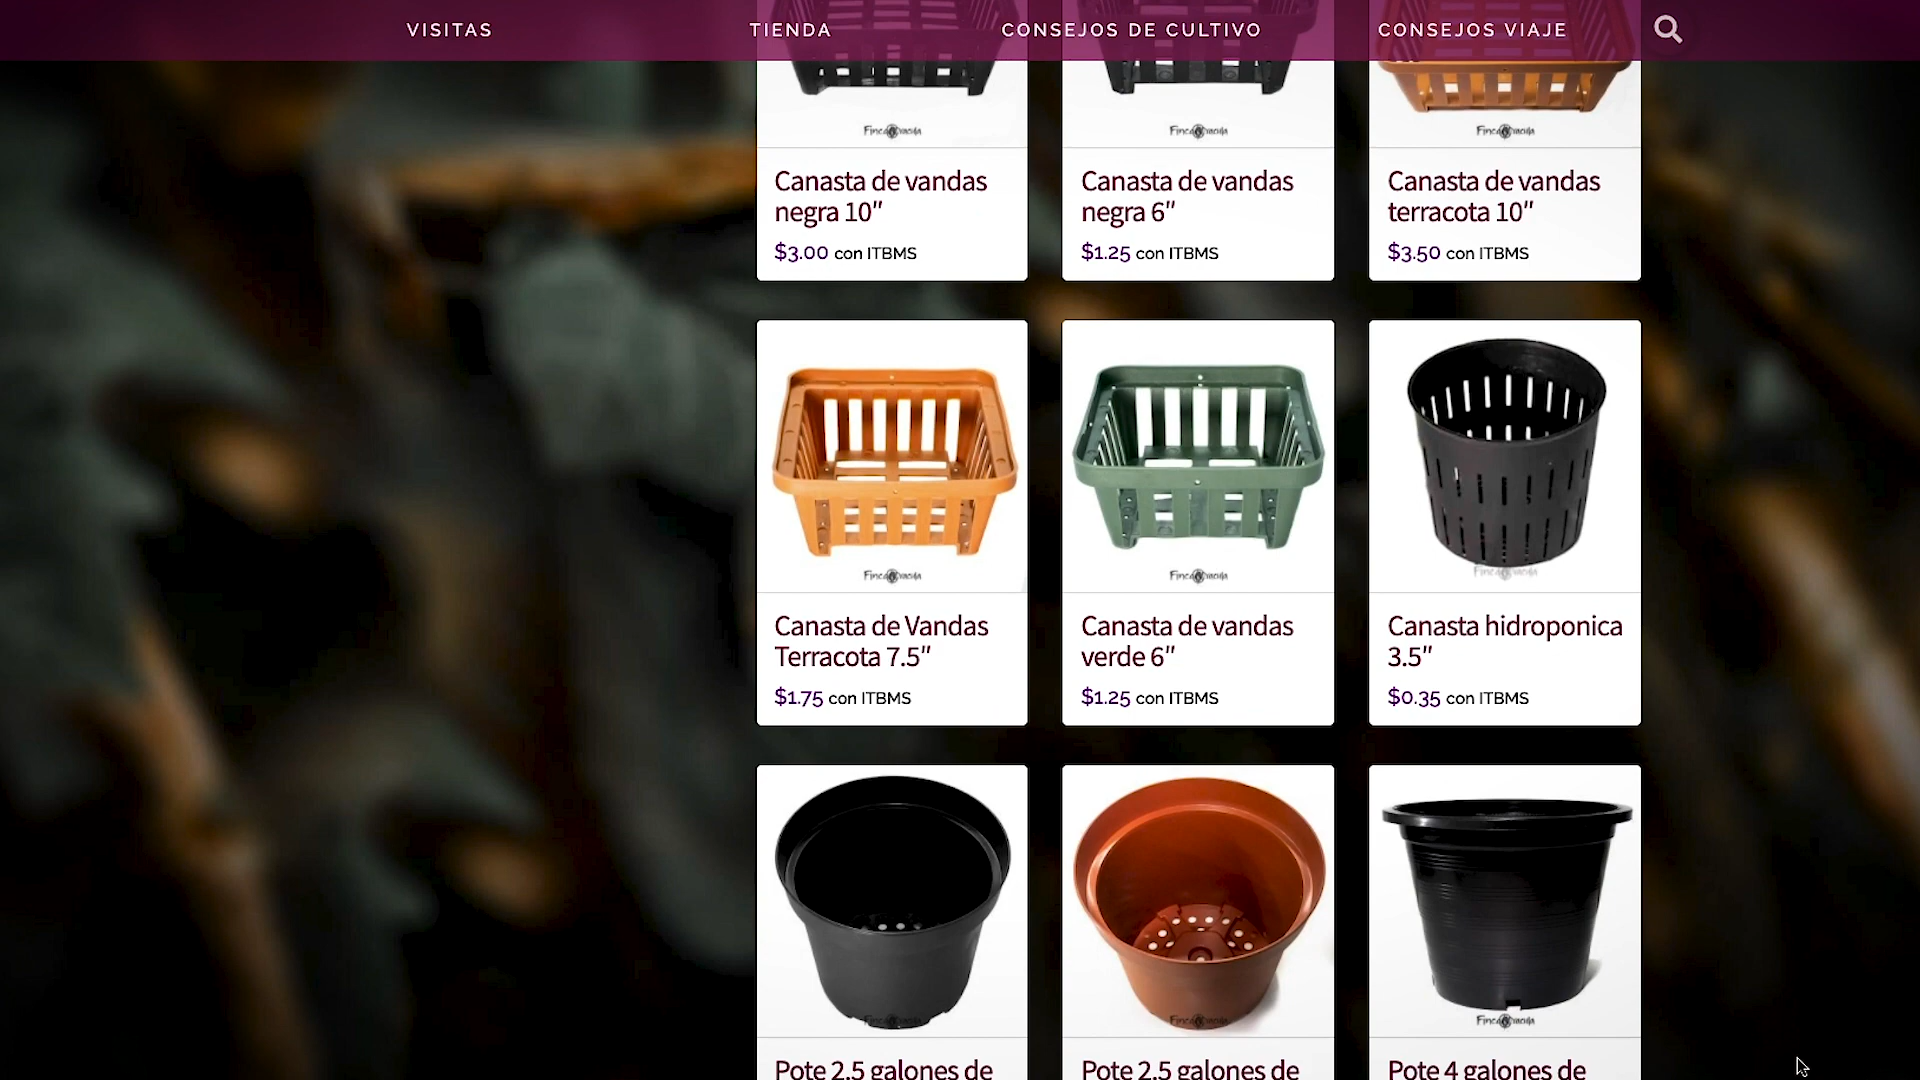 VISITAS
TIENDA
CONSEJOS DE CULTIVO
CONSEJOS VIAJE
Canasta de vandas
negra 10"
$3.00 con ITBMS
Canasta de vandas
negra 6"
$1.25 con ITBMS
Canasta de vandas
terracota 10"
$3.50 con ITBMS
Canasta de Vandas
Terracota 7.5"
$1.75 con ITBMS
Canasta de vandas
verde 6"
$1.25 con ITBMS
Canasta hidroponica
3.5"
$0.35 con ITBMS
Pote 2.5 galones de
Pote 2.5 galones de
Pote 4 galones de